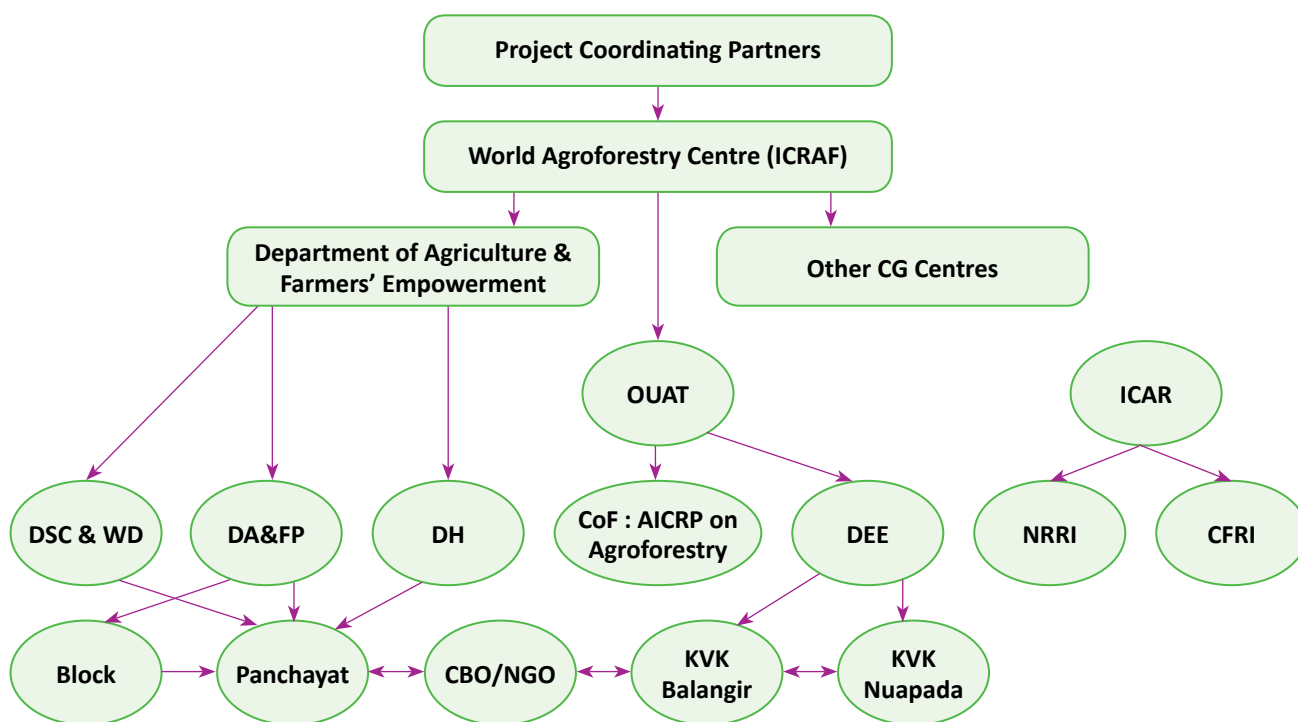 Project Coordinating Partners
World Agroforestry Centre (ICRAF)
Department of Agriculture &
Farmers’ Empowerment
Other CG Centres
OUAT
ICAR
DSC & WD
DA&FP
DH
CoF : AICRP on
Agroforestry
DEE
NRRI
CFRI
Block
Panchayat
CBO/NGO
KVK
Balangir
KVK
Nuapada